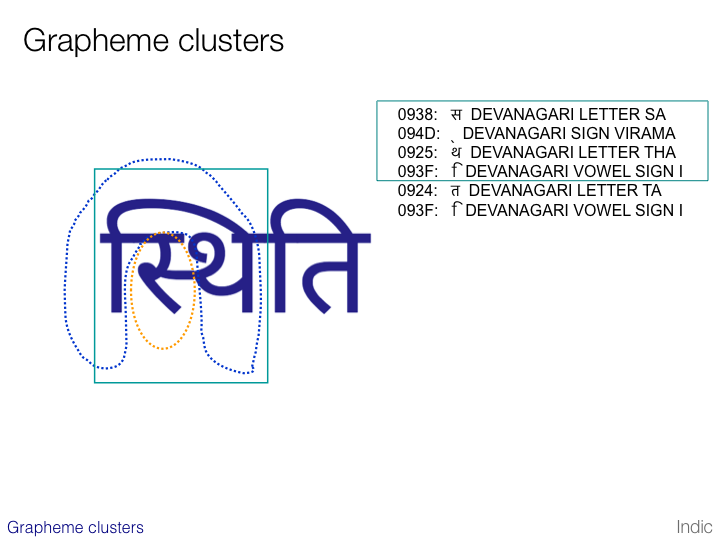 Grapheme clusters
0938: स DEVANAGARI LETTER SA
094D: ् DEVANAGARI SIGN VIRAMA
0925: थ DEVANAGARI LETTER THA
093F: ि DEVANAGARI VOWEL SIGN I
0924: त DEVANAGARI LETTER TA
093F: ि DEVANAGARI VOWEL SIGN I
स्थिति
Grapheme clusters
Indic